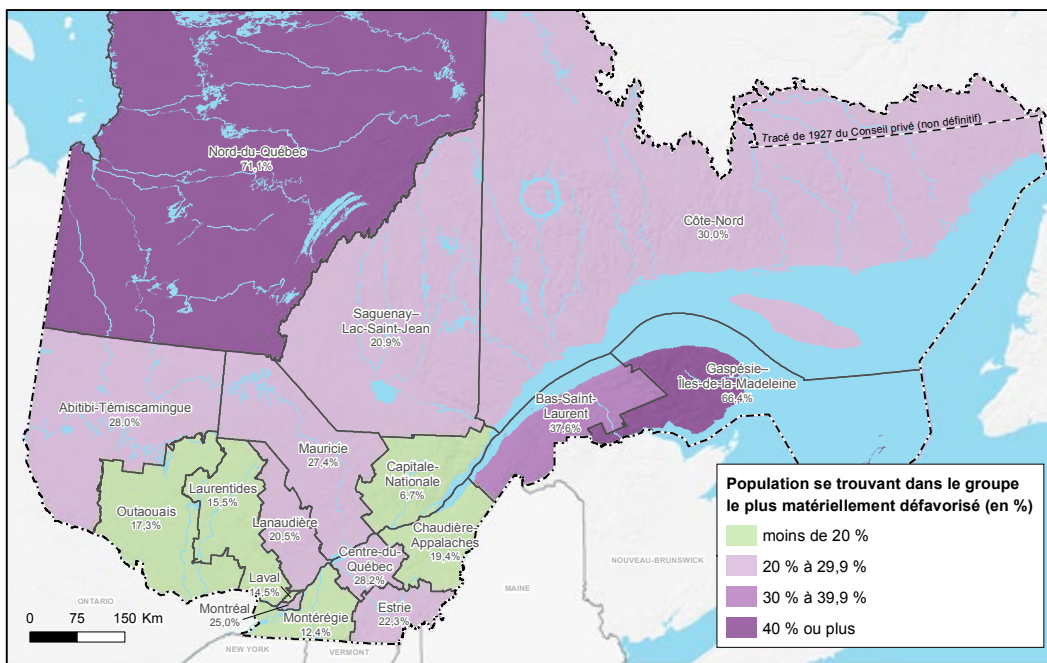 Tracé de 1927 du Conseil privé (non définitif)
Nord-du-Québec
71,1%
Côte-Nord
30,0%
Saguenay–
Lac-Saint-Jean
20,9%
Gaspésie–
Îles-de-la-Madeleine
66,4%
Bas-Saint-
Laurent
37,6%
Abitibi-Témiscamingue
28,0%
Mauricie
27,4%
Capitale-
Nationale
6,7%
Laurentides
15,5%
Outaouais
17,3%
Lanaudière
20,5%
Chaudière-
Appalaches
19,4%
Centre-du-
Québec
28,2%
Laval
14,5%
Montréal
25,0%
Montérégie
12,4%
Estrie
22,3%
ONTARIO
NEW YORK
VERMONT
MAINE
NOUVEAU-BRUNSWICK
0 75 150 Km
Population se trouvant dans le groupe
le plus matériellement défavorisé (en %)
moins de 20 %
20 % à 29,9 %
30 % à 39,9 %
40 % ou plus